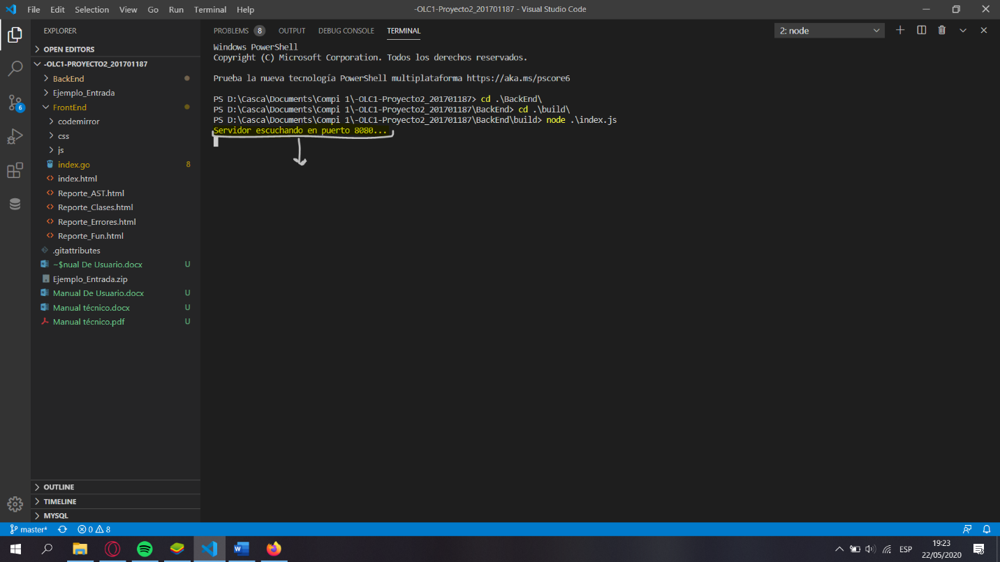 File Edit Selection View Go Run Terminal Help
-OLC1-Proyecto2_201701187 - Visual Studio Code
EXPLORER
OPEN EDITORS
-OLC1-PROYECTO2_201701187
BackEnd
Ejemplo_Entrada
FrontEnd
codemirror
css
js
index.go 8
index.html
Reporte_AST.html
Reporte_Clases.html
Reporte_Errores.html
Reporte_Fun.html
.gitattributes
~$nual De Usuario.docx U
Ejemplo_Entrada.zip
Manual De Usuario.docx U
Manual técnico.docx U
Manual técnico.pdf U
OUTLINE
TIMELINE
MYSQL
6
PROBLEMS 8 OUTPUT DEBUG CONSOLE TERMINAL
2: node
Windows PowerShell
Copyright (C) Microsoft Corporation. Todos los derechos reservados.
Prueba la nueva tecnología PowerShell multiplataforma https://aka.ms/pscore6
PS D:\Casca\Documents\Compi 1\-OLC1-Proyecto2_201701187> cd .\BackEnd\
PS D:\Casca\Documents\Compi 1\-OLC1-Proyecto2_201701187\BackEnd> cd .\build\
PS D:\Casca\Documents\Compi 1\-OLC1-Proyecto2_201701187\BackEnd\build> node .\index.js
Servidor escuchando en puerto 8080...
master* 0 8
ESP
19:23
22/05/2020